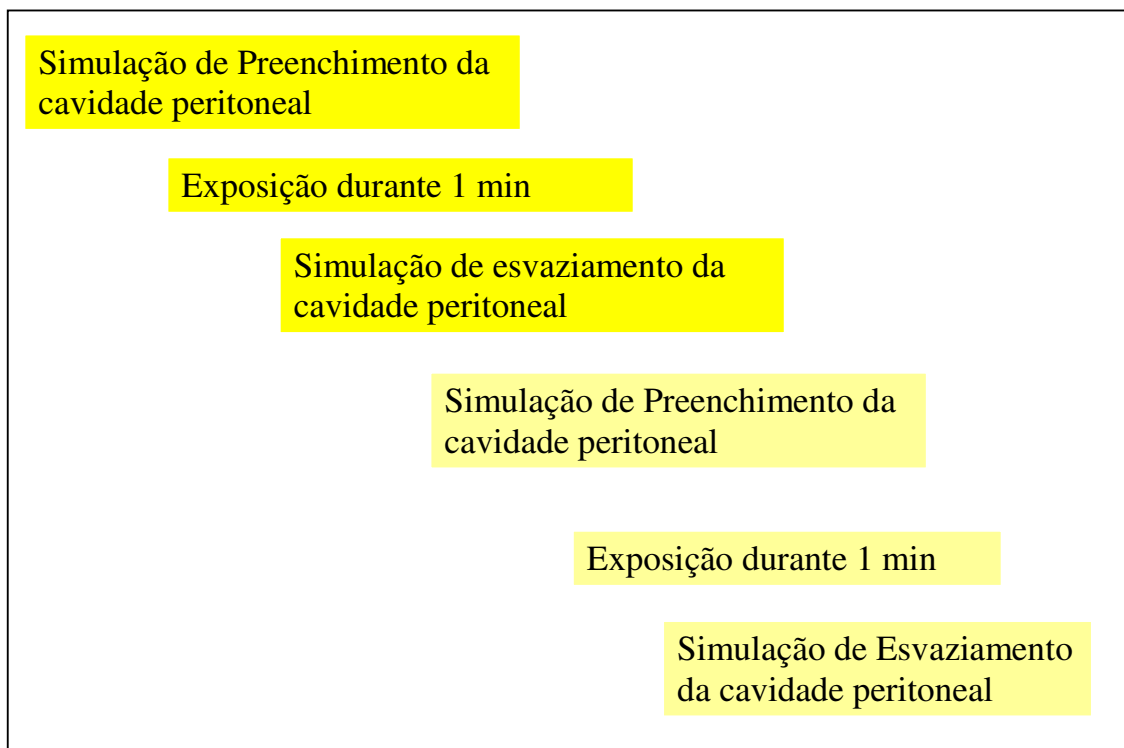 Simulação de Preenchimento da
cavidade peritoneal
Exposição durante 1 min
Simulação de esvaziamento da
cavidade peritoneal
Simulação de Preenchimento da
cavidade peritoneal
Exposição durante 1 min
Simulação de Esvaziamento
da cavidade peritoneal